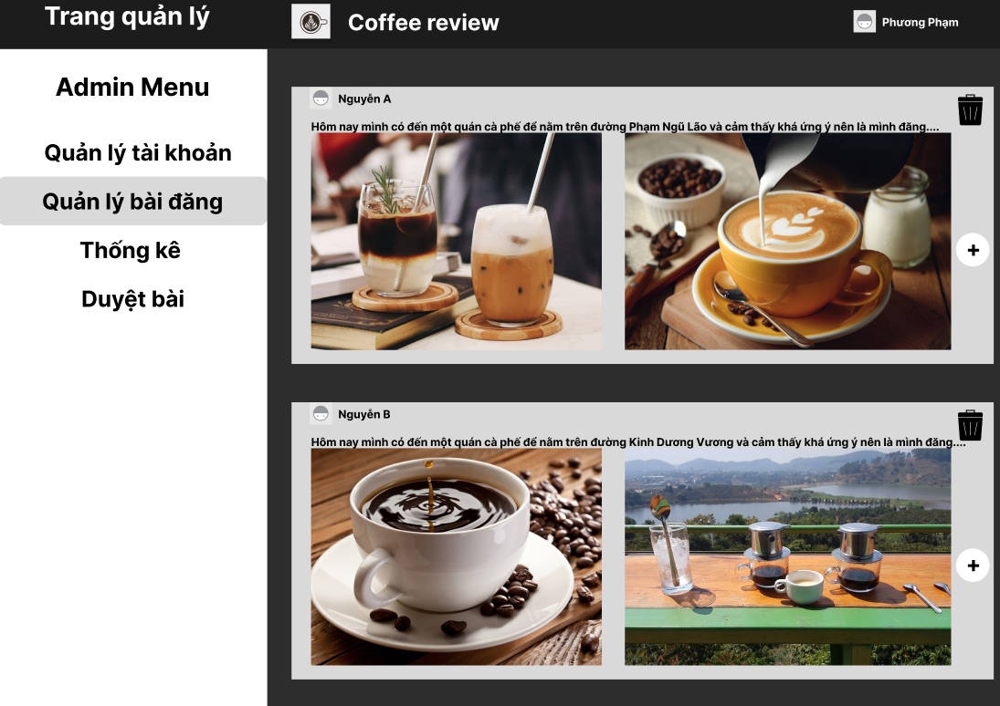 Trang quản lý
Coffee review
Phương Phạm
Admin Menu
Quản lý tài khoản
Quản lý bài đăng
Thống kê
Duyệt bài
Nguyễn A
Hôm nay mình có đến một quán cà phế để nằm trên đường Phạm Ngũ Lão và cảm thấy khá ứng ý nên là mình đăng....
+
Nguyễn B
Hôm nay mình có đến một quán cà phế để nằm trên đường Kinh Dương Vương và cảm thấy khá ứng ý nên là mình đăng....
+